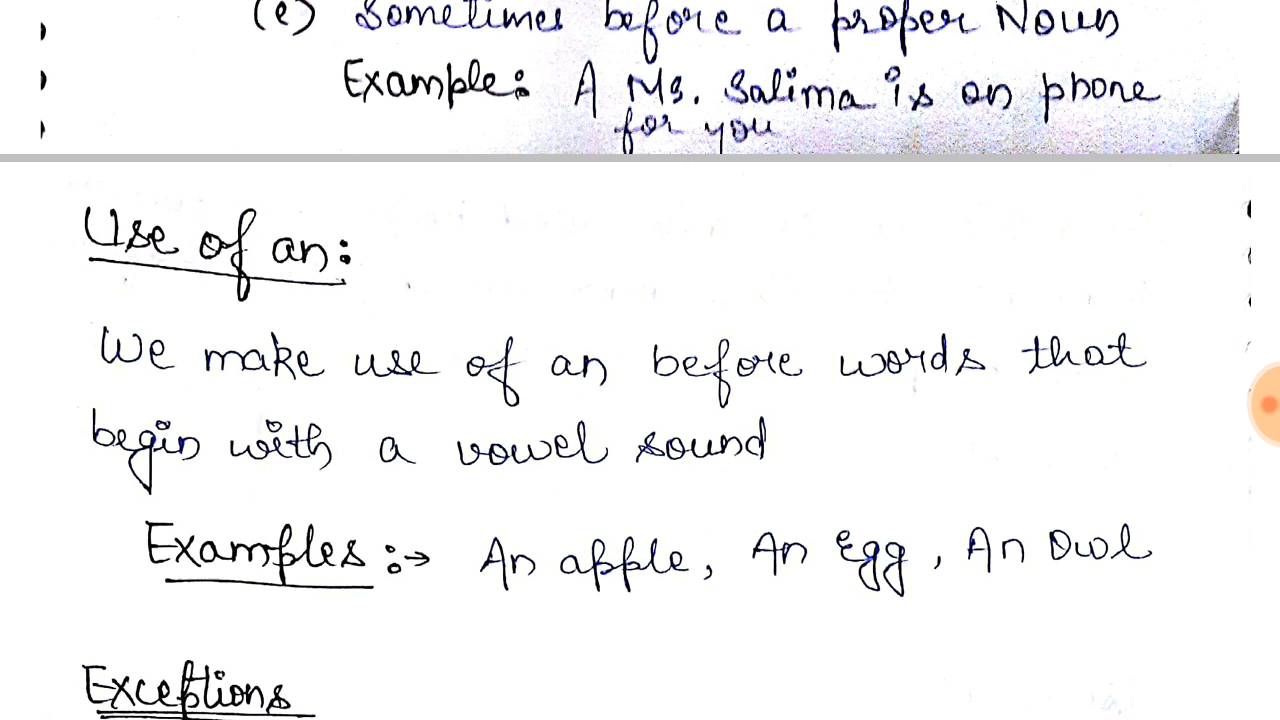 (e) Sometimes before a proper Noun
Example: A Ms. Salima is on phone
for you
Use of an:
We make use of an before words that
begin with a vowel sound
Examples :→ An apple, An Egg, An Owl
Exceptions